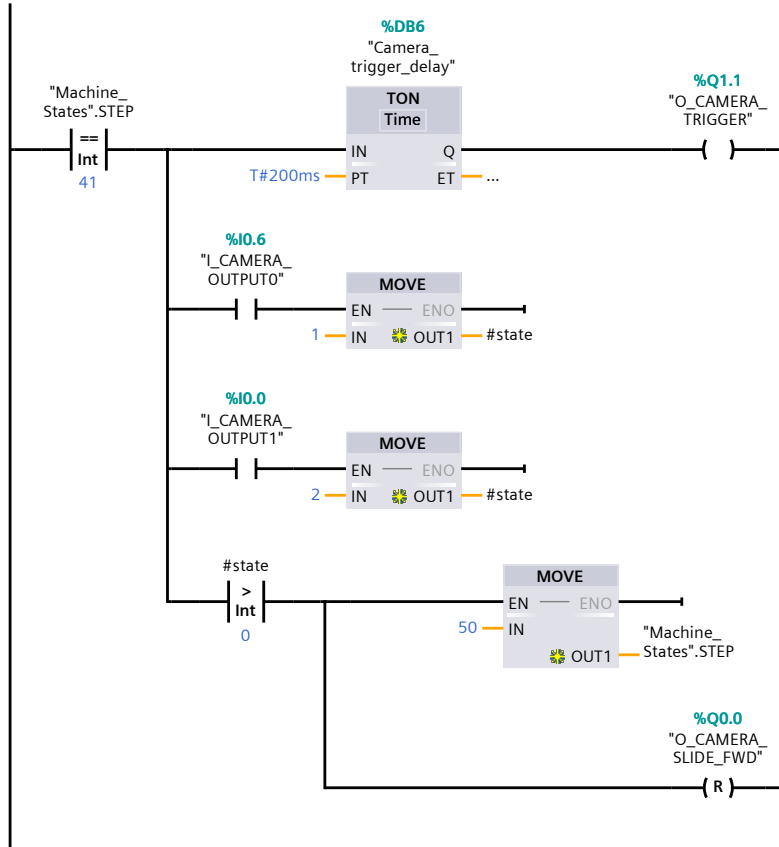 %DB6
"Camera_
trigger_delay"
"Machine_
States".STEP
==
Int
41
TON
Time
IN Q
T#200ms PT ET ...
%Q1.1
"O_CAMERA_
TRIGGER"
%I0.6
"I_CAMERA_
OUTPUT0"
MOVE
EN ENO
1 IN OUT1 #state
%I0.0
"I_CAMERA_
OUTPUT1"
MOVE
EN ENO
2 IN OUT1 #state
#state
>
Int
0
MOVE
EN ENO
50 IN
OUT1
"Machine_
States".STEP
%Q0.0
"O_CAMERA_
SLIDE_FWD"
R